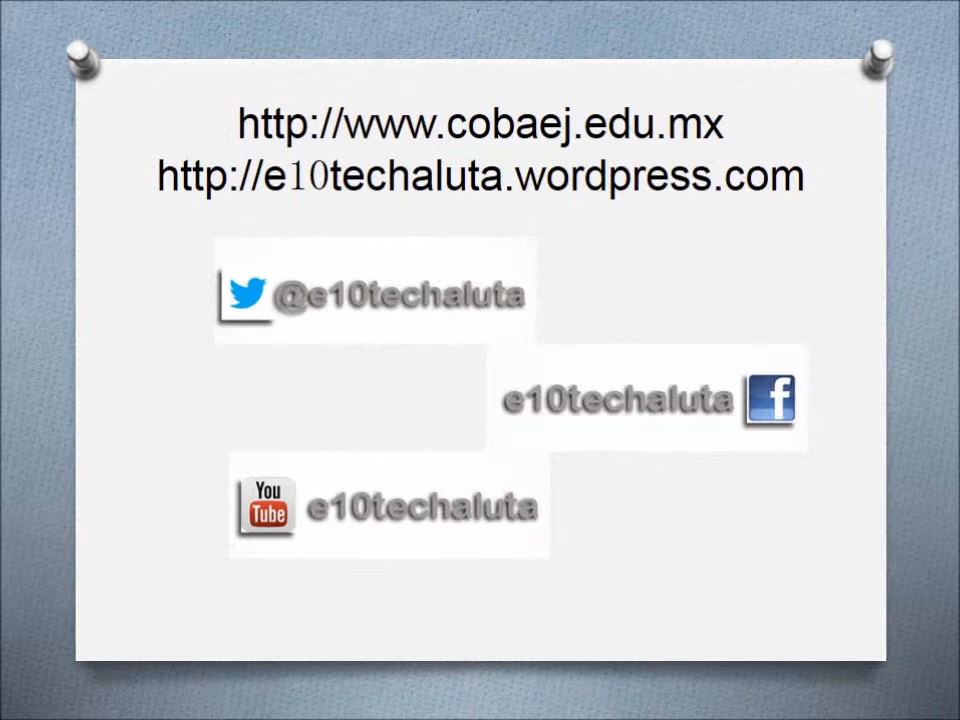 http://www.cobaej.edu.mx
http://e10techaluta.wordpress.com
@e10techaluta
e10techaluta f
You
Tube e10techaluta